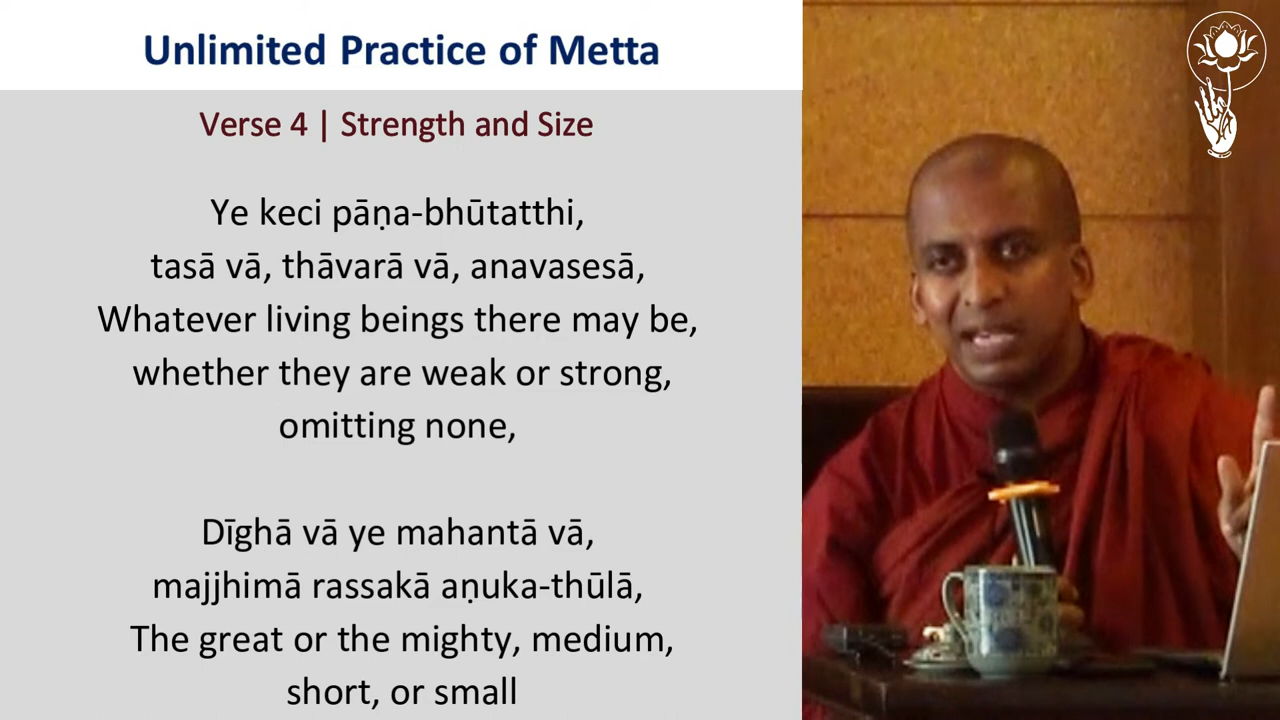 Unlimited Practice of Metta
Verse 4 | Strength and Size
Ye keci pāṇa-bhūtatthi,
tasā vā, thāvarā vā, anavasesā,
Whatever living beings there may be,
whether they are weak or strong,
omitting none,
Dīghā vā ye mahantā vā,
majjhimā rassakā aṇuka-thūlā,
The great or the mighty, medium,
short, or small